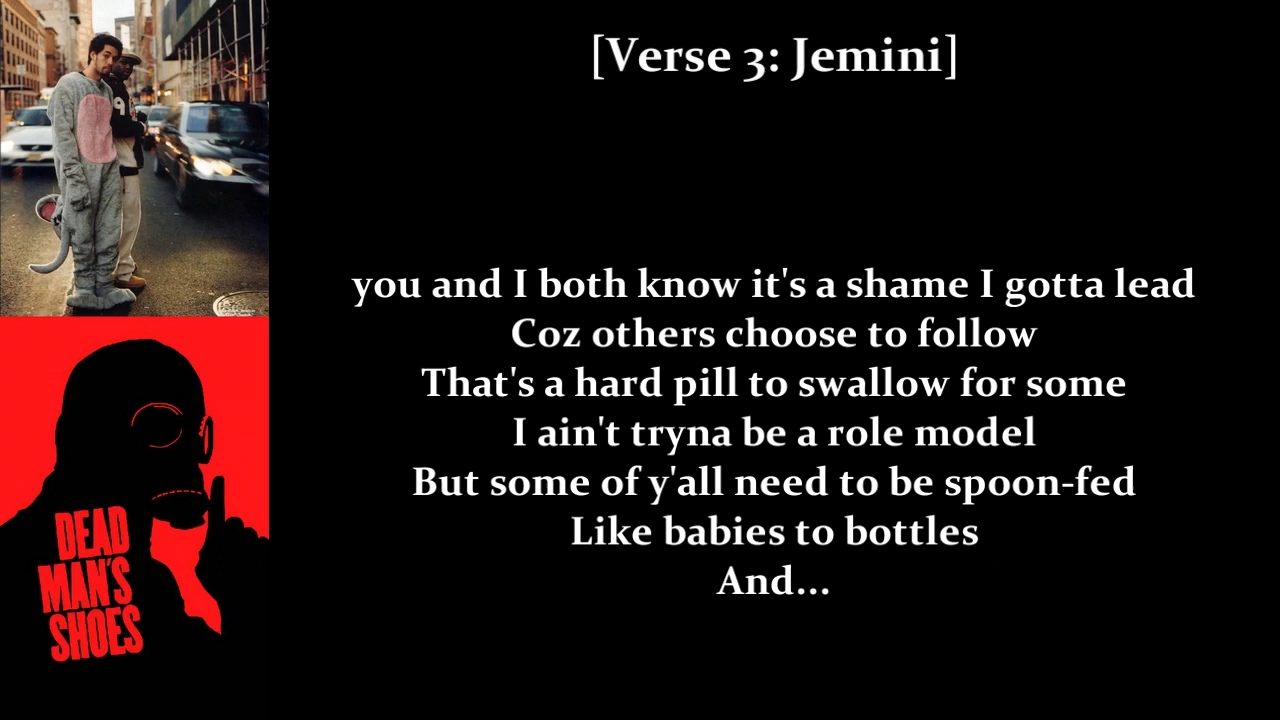 [Verse 3: Jemini]
you and I both know it's a shame I gotta lead
Coz others choose to follow
That's a hard pill to swallow for some
I ain't tryna be a role model
But some of y'all need to be spoon-fed
Like babies to bottles
And...
DEAD
MAN'S
SHOES